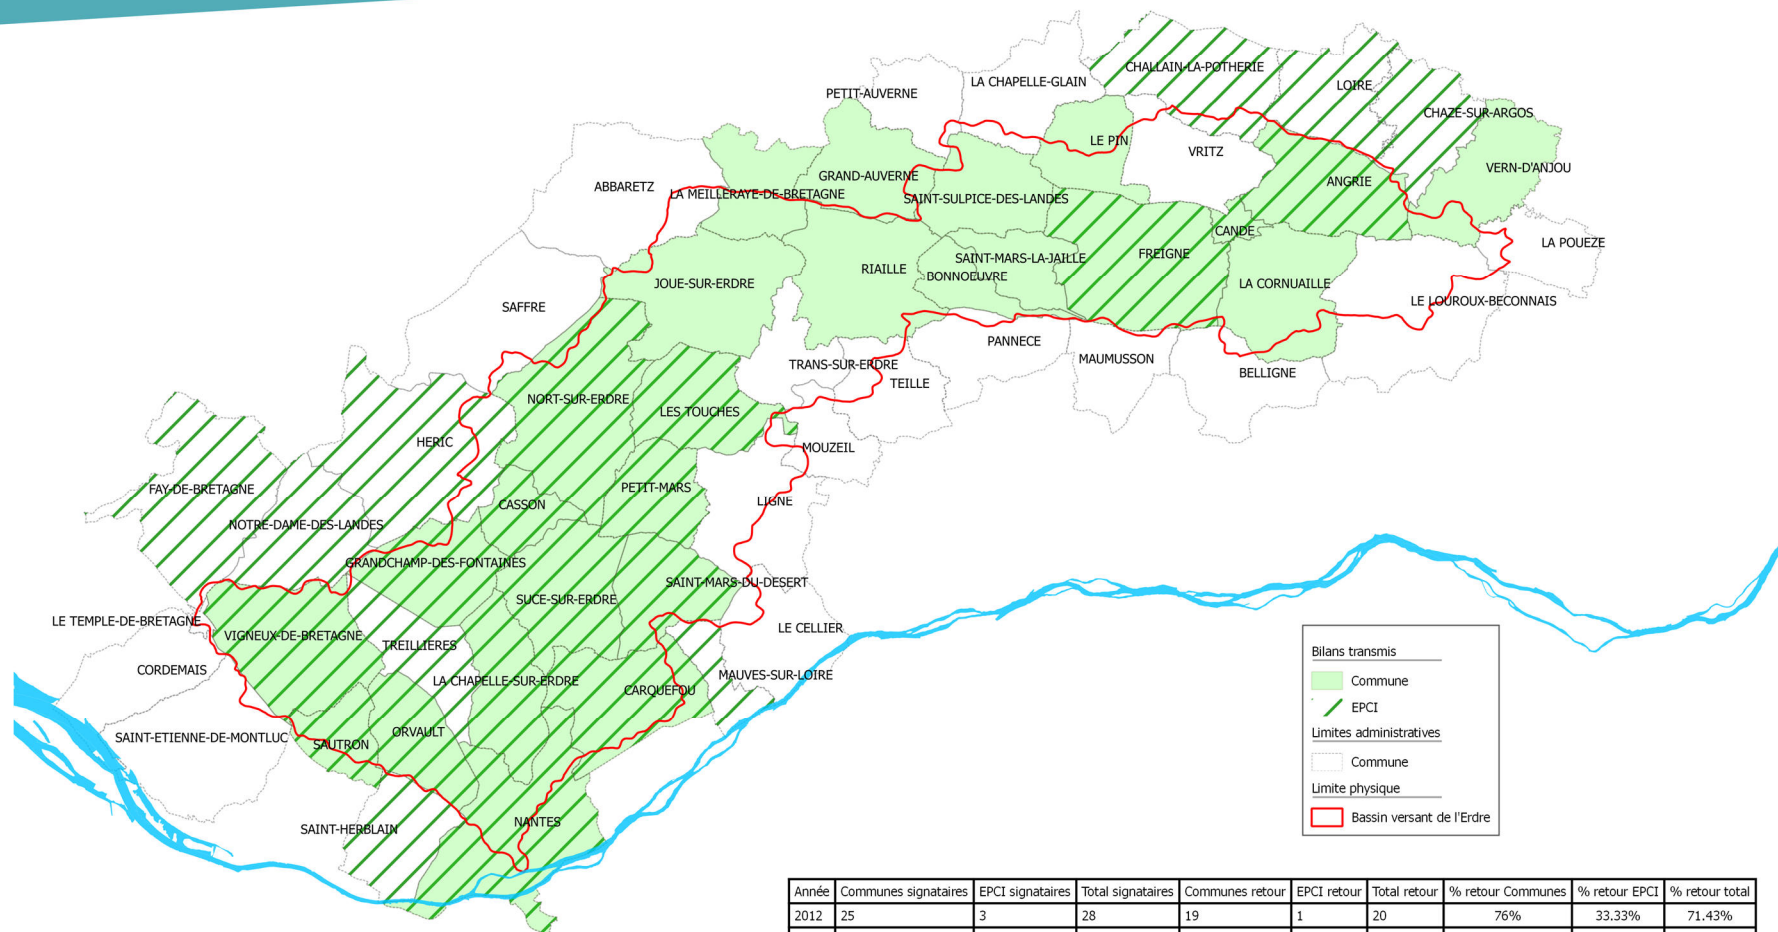 CHALLAIN-LA-POTHERIE
LA CHAPELLE-GLAIN
LOIRE
PETIT-AUVERNE
CHAZE-SUR-ARGOS
LE PIN
VRITZ
VERN-D'ANJOU
GRAND-AUVERNE
ANGRIE
ABBARETZ
LA MEILLERAYE-DE-BRETAGNE
SAINT-SULPICE-DES-LANDES
CANDE
LA POUEZE
FREIGNE
SAINT-MARS-LA-JAILLE
RIAILLE
BONNOEUVRE
JOUE-SUR-ERDRE
LA CORNUAILLE
LE LOUROUX-BECONNAIS
SAFFRE
PANNECE
MAUMUSSON
TRANS-SUR-ERDRE
BELLIGNE
TEILLE
NORT-SUR-ERDRE
LES TOUCHES
HERIC
MOUZEIL
FAY-DE-BRETAGNE
PETIT-MARS
LIGNE
CASSON
NOTRE-DAME-DES-LANDES
GRANDCHAMP-DES-FONTAINES
SAINT-MARS-DU-DESERT
SUCE-SUR-ERDRE
LE TEMPLE-DE-BRETAGNE
LE CELLIER
VIGNEUX-DE-BRETAGNE
TREILLIERES
CORDEMAIS
MAUVES-SUR-LOIRE
LA CHAPELLE-SUR-ERDRE
CARQUEFOU
ORVAULT
SAINT-ETIENNE-DE-MONTLUC
SAUTRON
NANTES
SAINT-HERBLAIN
Bilans transmis
Commune
EPCI
Limites administratives
Commune
Limite physique
Bassin versant de l'Erdre
Année Communes signataires EPCI signataires Total signataires Communes retour EPCI retour Total retour % retour Communes % retour EPCI % retour total
2012 25 3 28 19 1 20 76% 33.33% 71.43%